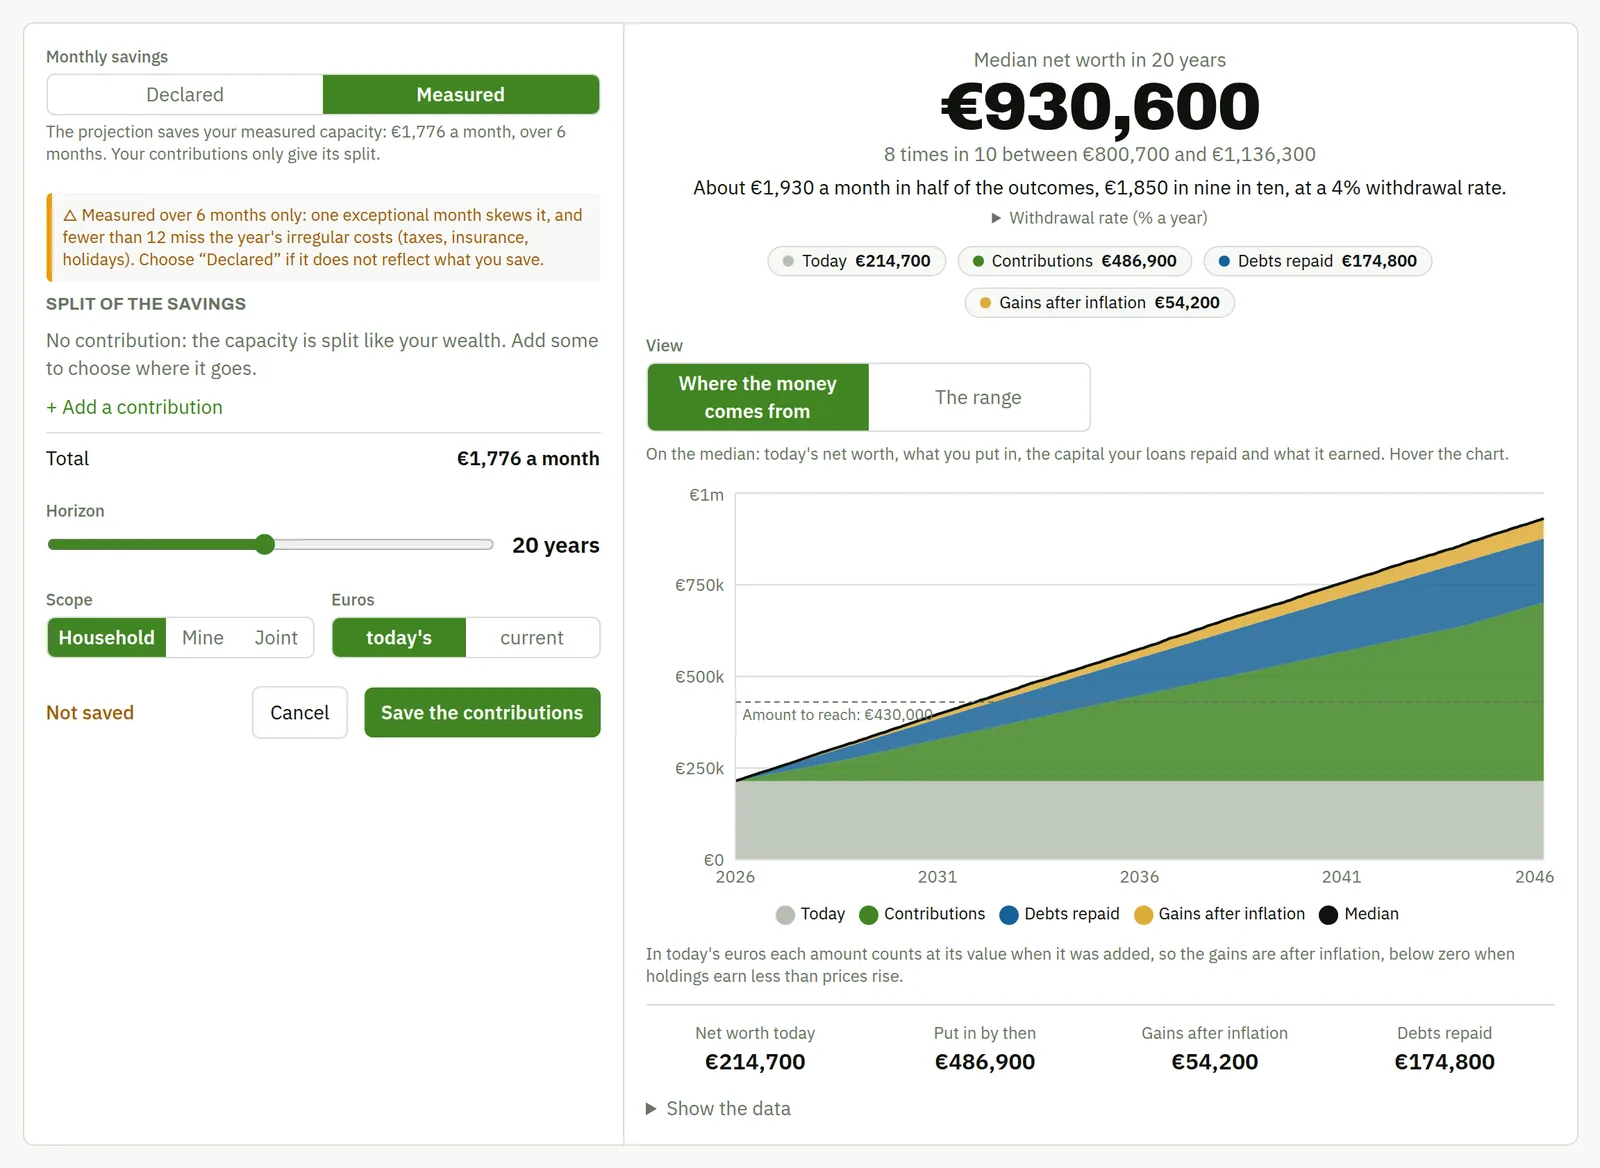 Monthly savings
Declared
Measured
The projection saves your measured capacity: €1,776 a month, over 6
months. Your contributions only give its split.
△ Measured over 6 months only: one exceptional month skews it, and
fewer than 12 miss the year's irregular costs (taxes, insurance,
holidays). Choose “Declared” if it does not reflect what you save.
SPLIT OF THE SAVINGS
No contribution: the capacity is split like your wealth. Add some
to choose where it goes.
+ Add a contribution
Total €1,776 a month
Horizon
20 years
Scope
Household Mine Joint
Euros
today's current
Not saved
Cancel
Save the contributions
Median net worth in 20 years
€930,600
8 times in 10 between €800,700 and €1,136,300
About €1,930 a month in half of the outcomes, €1,850 in nine in ten, at a 4% withdrawal rate.
▶ Withdrawal rate (% a year)
Today €214,700
Contributions €486,900
Debts repaid €174,800
Gains after inflation €54,200
View
Where the money
comes from
The range
On the median: today's net worth, what you put in, the capital your loans repaid and what it earned. Hover the chart.
€1m
€750k
€500k
Amount to reach: €430,000
€250k
€0
2026 2031 2036 2041 2046
Today Contributions Debts repaid Gains after inflation Median
In today's euros each amount counts at its value when it was added, so the gains are after inflation, below zero when
holdings earn less than prices rise.
Net worth today
€214,700
Put in by then
€486,900
Gains after inflation
€54,200
Debts repaid
€174,800
▶ Show the data